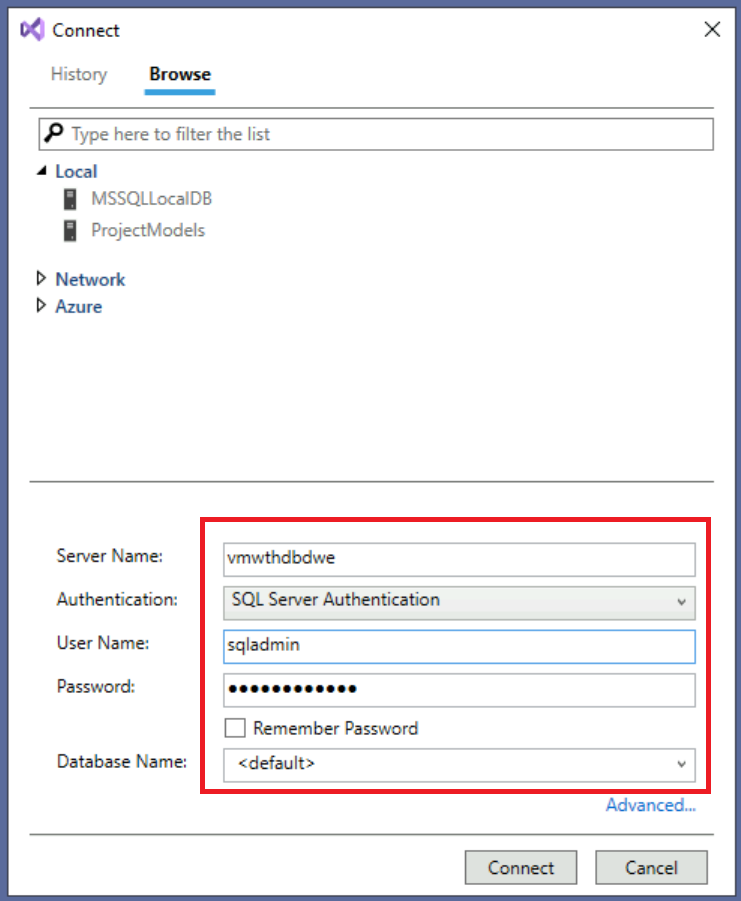 Connect
History Browse
Type here to filter the list
Local
MSSQLLocalDB
ProjectModels
Network
Azure
Server Name: vmwthdbdwe
Authentication: SQL Server Authentication
User Name: sqladmin
Password: ●●●●●●●●●●●●
Remember Password
Database Name: <default>
Advanced...
Connect Cancel